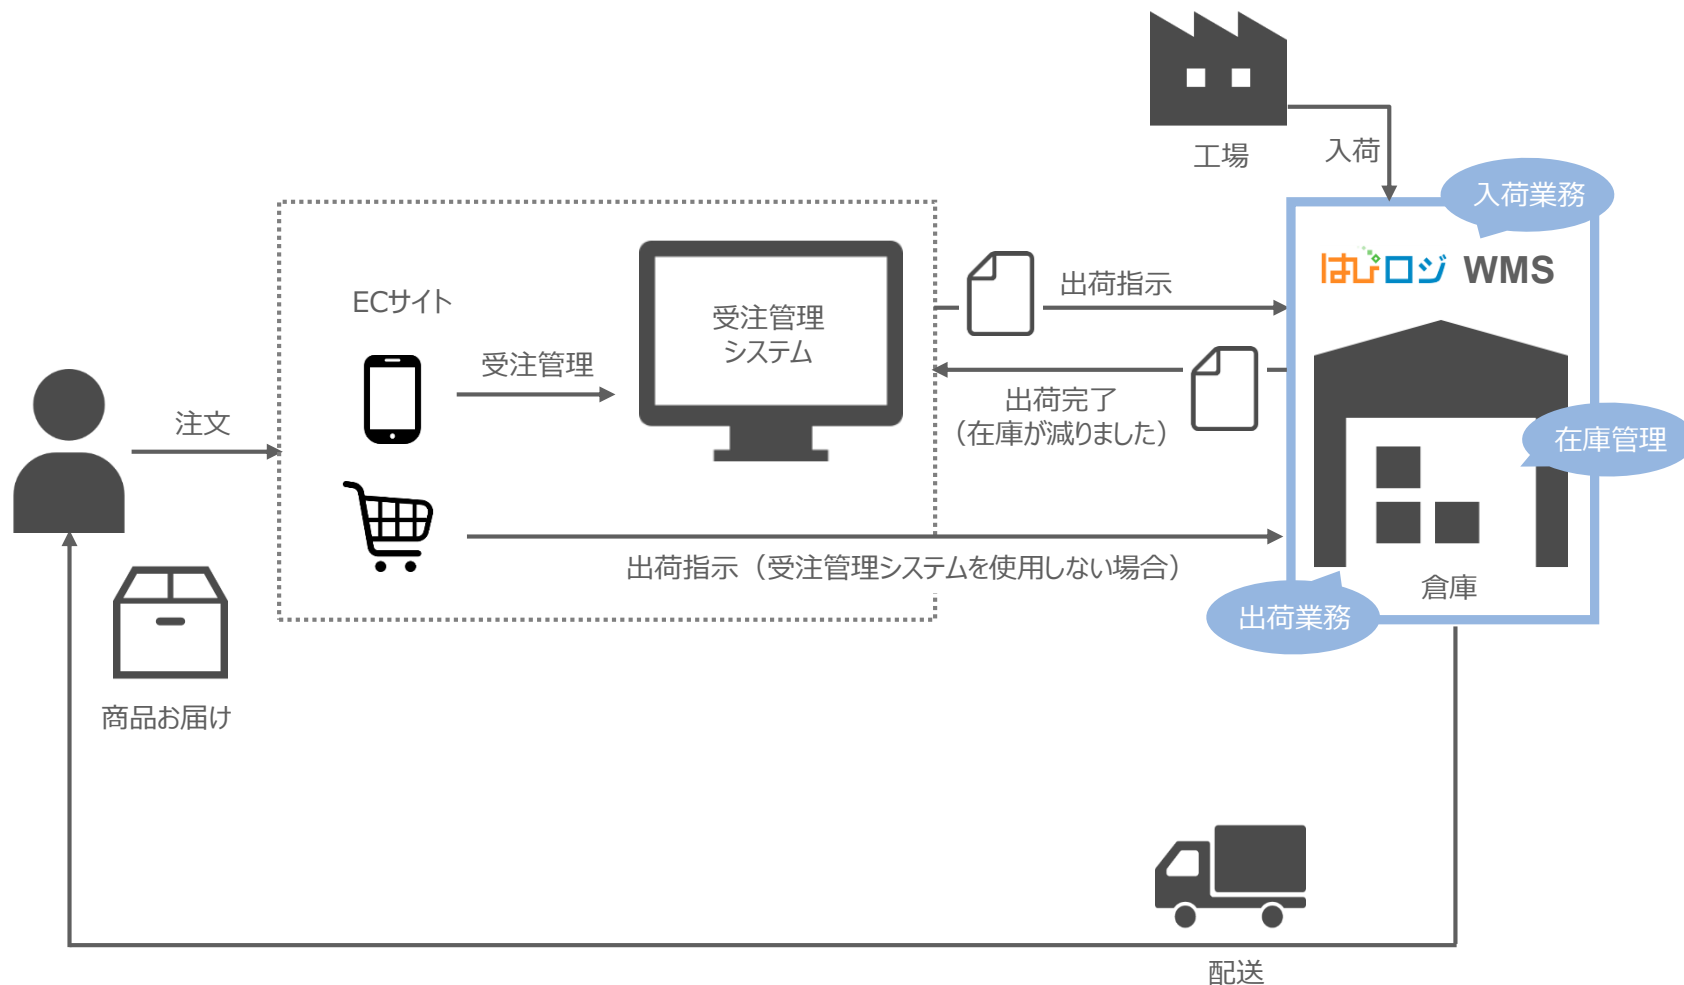 工場
入荷
入荷業務
はぴロジ WMS
ECサイト
受注管理
システム
出荷指示
受注管理
出荷完了
（在庫が減りました）
注文
在庫管理
出荷指示（受注管理システムを使用しない場合）
倉庫
出荷業務
商品お届け
配送